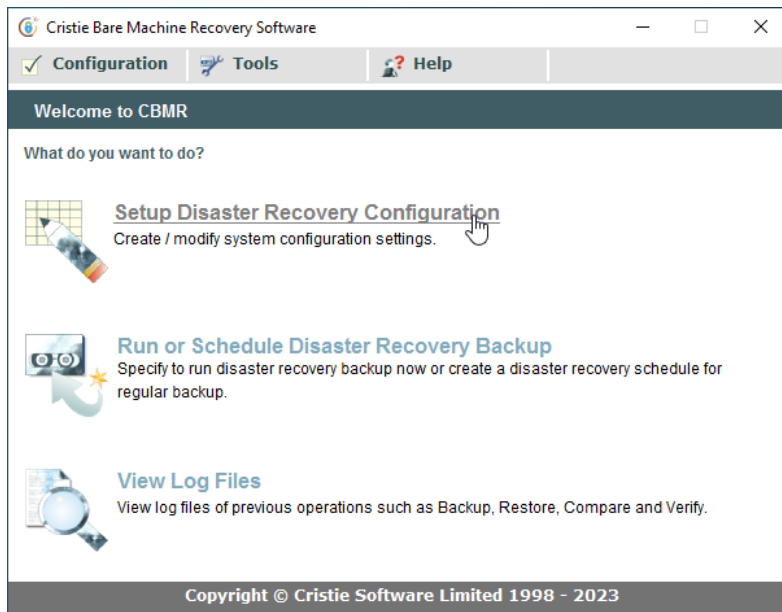 Cristie Bare Machine Recovery Software
Configuration Tools Help
Welcome to CBMR
What do you want to do?
Setup Disaster Recovery Configuration
Create / modify system configuration settings.
Run or Schedule Disaster Recovery Backup
Specify to run disaster recovery backup now or create a disaster recovery schedule for
regular backup.
View Log Files
View log files of previous operations such as Backup, Restore, Compare and Verify.
Copyright © Cristie Software Limited 1998 - 2023